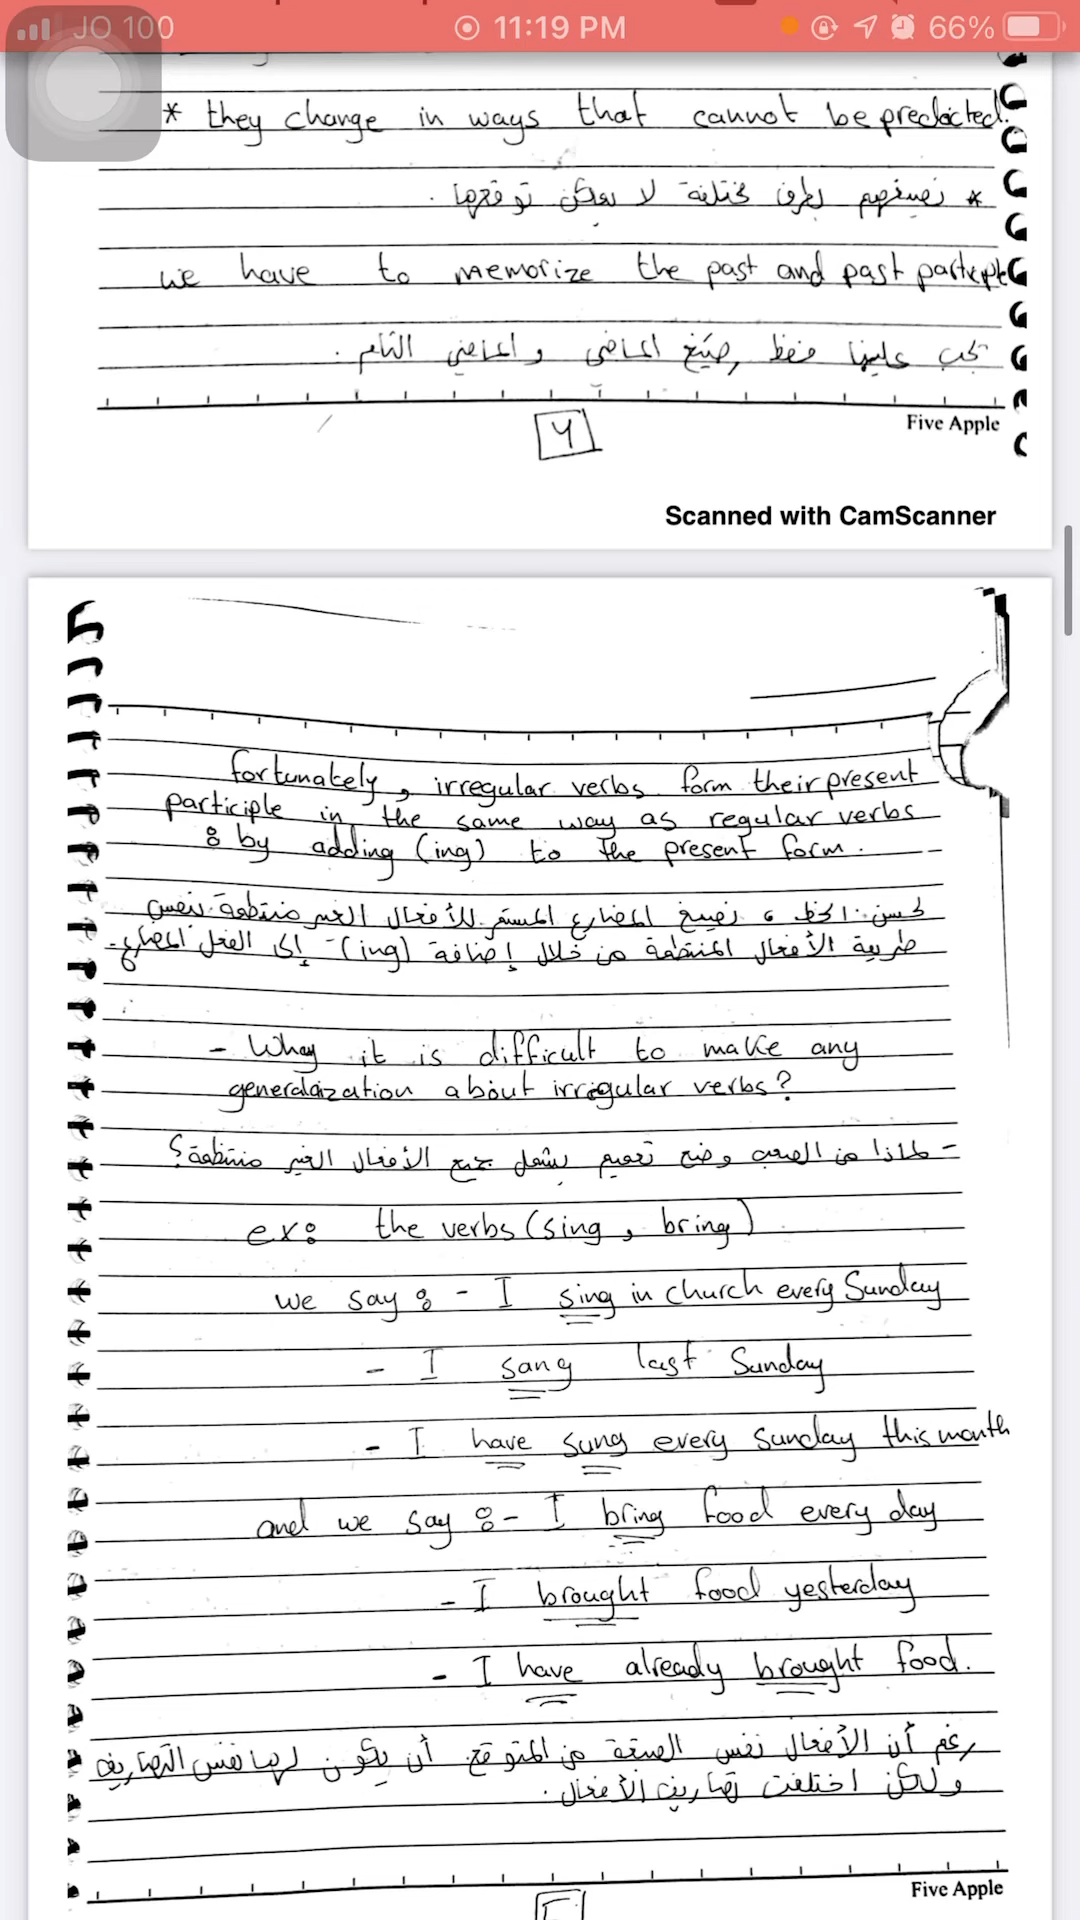 JO 100 11:19 PM 66%
* they change in ways that cannot be predicted.
* نصيغهم بطرق مختلفة لا يمكن توقعها .
we have to memorize the past and past participle
يجب علينا حفظ صيغ الماضي والماضي التام .
4
Five Apple
Scanned with CamScanner
fortunately, irregular verbs form their present
participle in the same way as regular verbs
: by adding (ing) to the present form.
لحسن الحظ ، نصيغ المضارع المستمر للأفعال الغير منتظمة بنفس
طريقة الأفعال المنتظمة من خلال إضافة (ing) إلى الفعل المضارع.
- Whay it is difficult to make any
generalaization about irregular verbs?
- لماذا من الصعب وضع تعميم يشمل جميع الأفعال الغير منتظمة؟
ex: the verbs (sing, bring)
we say : - I sing in church every Sunday
- I sang last Sunday
- I have sung every Sunday this month
and we say : - I bring food every day
- I brought food yesterday
- I have already brought food.
رغم أن الأفعال نفس الصيغة من المتوقع أن يكون لها نفس التصاريف
ولكن اختلفت تصاريف الأفعال .
Five Apple